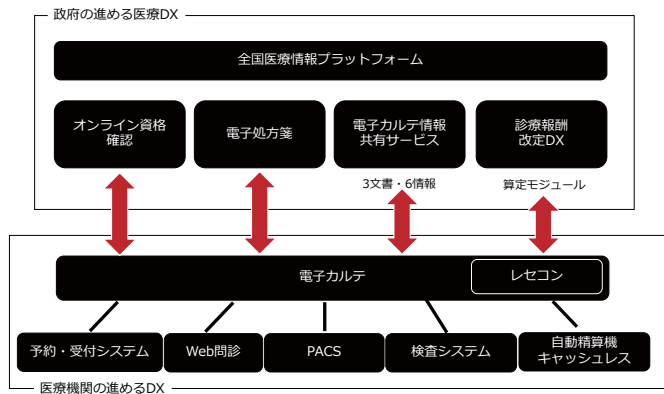 政府の進める医療DX
全国医療情報プラットフォーム
オンライン資格
確認
電子処方箋
電子カルテ情報
共有サービス
診療報酬
改定DX
3文書・6情報
算定モジュール
電子カルテ
レセコン
予約・受付システム
Web問診
PACS
検査システム
自動精算機
キャッシュレス
医療機関の進めるDX